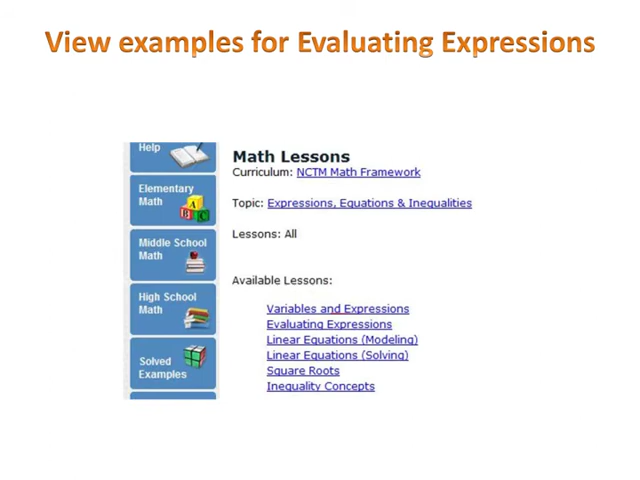 View examples for Evaluating Expressions
Help
Elementary
Math
Middle School
Math
High School
Math
Solved
Examples
Math Lessons
Curriculum: NCTM Math Framework
Topic: Expressions, Equations & Inequalities
Lessons: All
Available Lessons:
Variables and Expressions
Evaluating Expressions
Linear Equations (Modeling)
Linear Equations (Solving)
Square Roots
Inequality Concepts